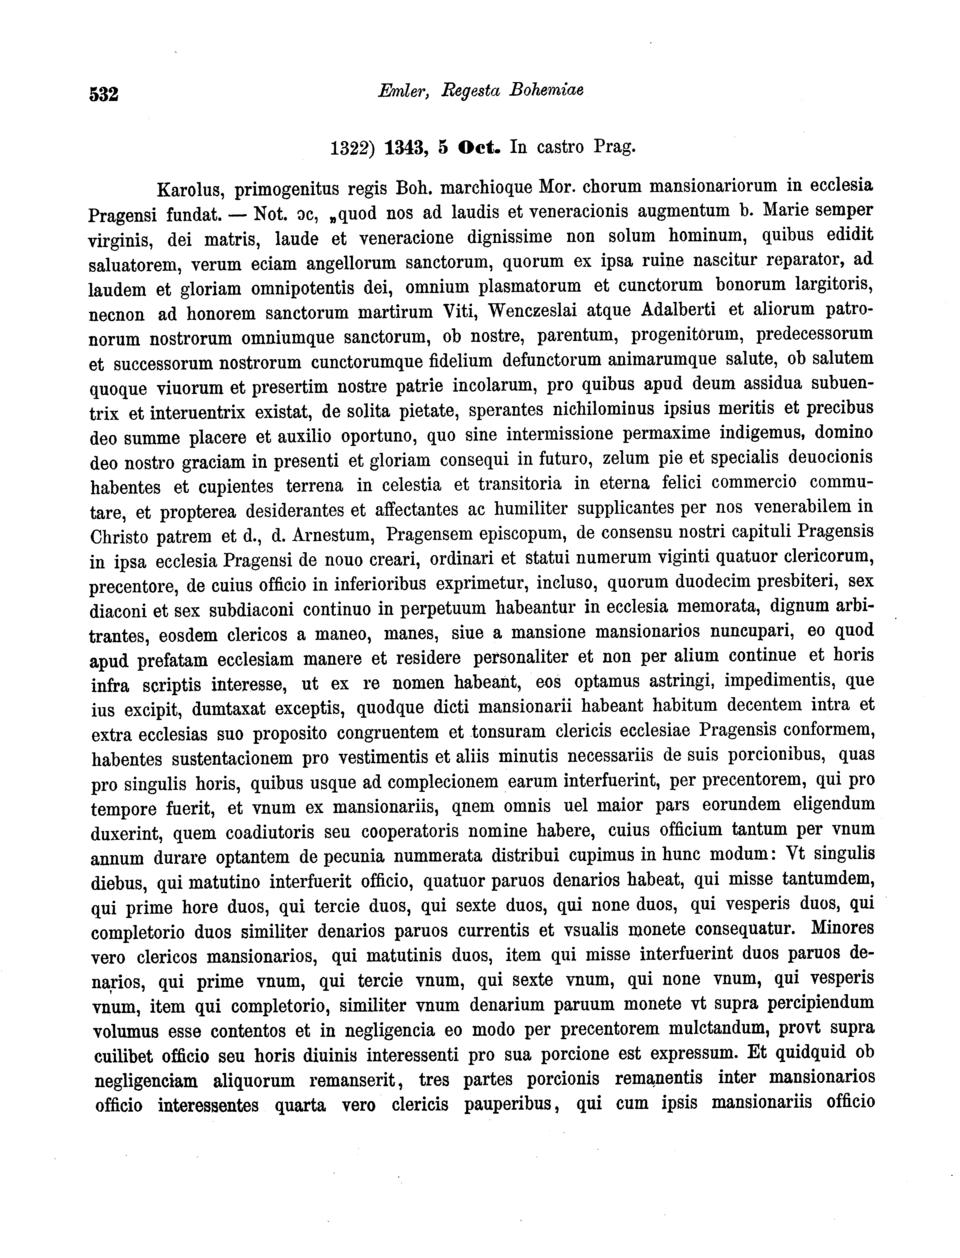 532
Emler, Regesta Bohemiae
1322) 1343, 5 Oct. In castro Prag.
Karolus, primogenitus regis Boh. marchioque Mor. chorum mansionariorum in ecclesia
Pragensi fundat. — Not. ɔc, „quod nos ad laudis et veneracionis augmentum b. Marie semper
virginis, dei matris, laude et veneracione dignissime non solum hominum, quibus edidit
saluatorem, verum eciam angellorum sanctorum, quorum ex ipsa ruine nascitur reparator, ad
laudem et gloriam omnipotentis dei, omnium plasmatorum et cunctorum bonorum largitoris,
necnon ad honorem sanctorum martirum Viti, Wenczeslai atque Adalberti et aliorum patro-
norum nostrorum omniumque sanctorum, ob nostre, parentum, progenitorum, predecessorum
et successorum nostrorum cunctorumque fidelium defunctorum animarumque salute, ob salutem
quoque viuorum et presertim nostre patrie incolarum, pro quibus apud deum assidua subuen-
trix et interuentrix existat, de solita pietate, sperantes nichilominus ipsius meritis et precibus
deo summe placere et auxilio oportuno, quo sine intermissione permaxime indigemus, domino
deo nostro graciam in presenti et gloriam consequi in futuro, zelum pie et specialis deuocionis
habentes et cupientes terrena in celestia et transitoria in eterna felici commercio commu-
tare, et propterea desiderantes et affectantes ac humiliter supplicantes per nos venerabilem in
Christo patrem et d., d. Arnestum, Pragensem episcopum, de consensu nostri capituli Pragensis
in ipsa ecclesia Pragensi de nouo creari, ordinari et statui numerum viginti quatuor clericorum,
precentore, de cuius officio in inferioribus exprimetur, incluso, quorum duodecim presbiteri, sex
diaconi et sex subdiaconi continuo in perpetuum habeantur in ecclesia memorata, dignum arbi-
trantes, eosdem clericos a maneo, manes, siue a mansione mansionarios nuncupari, eo quod
apud prefatam ecclesiam manere et residere personaliter et non per alium continue et horis
infra scriptis interesse, ut ex re nomen habeant, eos optamus astringi, impedimentis, que
ius excipit, dumtaxat exceptis, quodque dicti mansionarii habeant habitum decentem intra et
extra ecclesias suo proposito congruentem et tonsuram clericis ecclesiae Pragensis conformem,
habentes sustentacionem pro vestimentis et aliis minutis necessariis de suis porcionibus, quas
pro singulis horis, quibus usque ad complecionem earum interfuerint, per precentorem, qui pro
tempore fuerit, et vnum ex mansionariis, qnem omnis uel maior pars eorundem eligendum
duxerint, quem coadiutoris seu cooperatoris nomine habere, cuius officium tantum per vnum
annum durare optantem de pecunia nummerata distribui cupimus in hunc modum: Vt singulis
diebus, qui matutino interfuerit officio, quatuor paruos denarios habeat, qui misse tantumdem,
qui prime hore duos, qui tercie duos, qui sexte duos, qui none duos, qui vesperis duos, qui
completorio duos similiter denarios paruos currentis et vsualis monete consequatur. Minores
vero clericos mansionarios, qui matutinis duos, item qui misse interfuerint duos paruos de-
narios, qui prime vnum, qui tercie vnum, qui sexte vnum, qui none vnum, qui vesperis
vnum, item qui completorio, similiter vnum denarium paruum monete vt supra percipiendum
volumus esse contentos et in negligencia eo modo per precentorem mulctandum, provt supra
cuilibet officio seu horis diuinis interessenti pro sua porcione est expressum. Et quidquid ob
negligenciam aliquorum remanserit, tres partes porcionis remanentis inter mansionarios
officio interessentes quarta vero clericis pauperibus, qui cum ipsis mansionariis officio